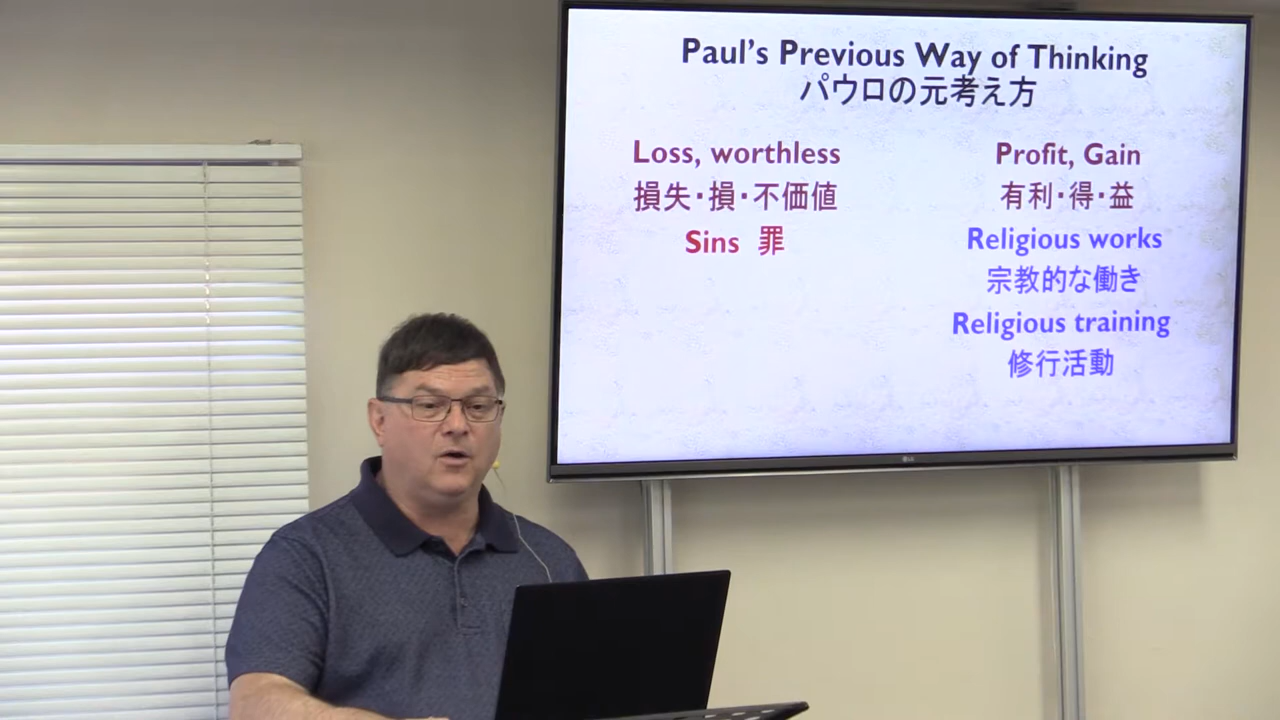 Paul's Previous Way of Thinking
パウロの元考え方
Loss, worthless
損失・損・不価値
Sins 罪
Profit, Gain
有利・得・益
Religious works
宗教的な働き
Religious training
修行活動
LG